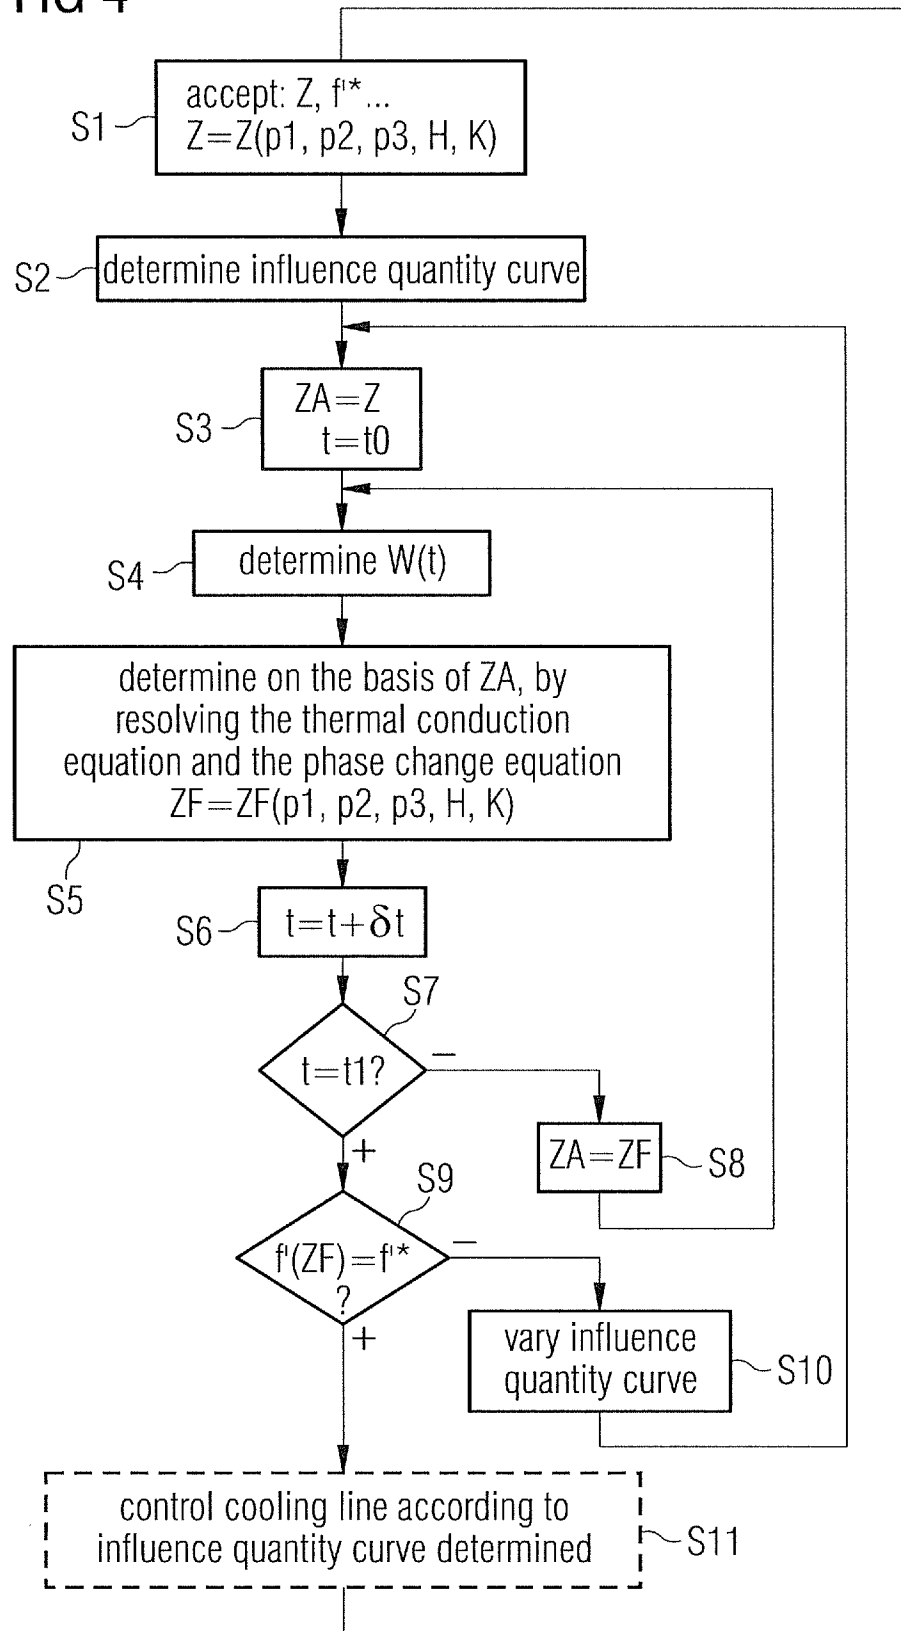 FIG 4
accept: Z, f'*...
Z=Z(p1, p2, p3, H, K)
S1
S2
determine influence quantity curve
ZA=Z
t=t0
S3
determine W(t)
S4
determine on the basis of ZA, by
resolving the thermal conduction
equation and the phase change equation
ZF=ZF(p1, p2, p3, H, K)
S5
S6
t=t+δt
S7
t=t1?
−
+
ZA=ZF
S8
S9
f'(ZF)=f'*
?
−
+
vary influence
quantity curve
S10
control cooling line according to
influence quantity curve determined
S11